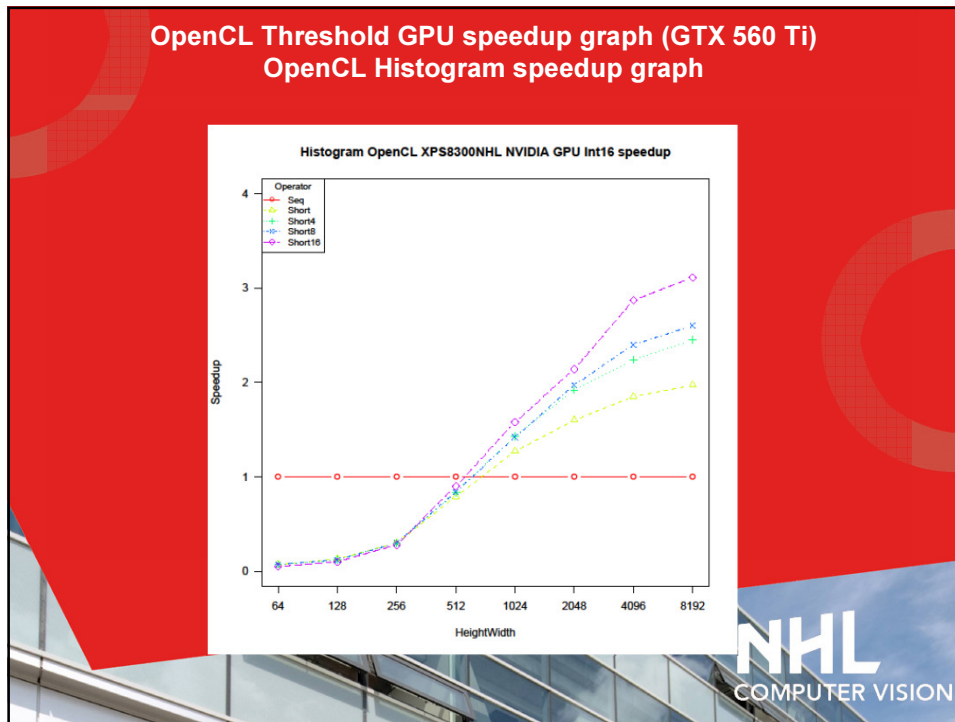 OpenCL Threshold GPU speedup graph (GTX 560 Ti)
OpenCL Histogram speedup graph
Histogram OpenCL XPS8300NHL NVIDIA GPU Int16 speedup
Operator
Seq
Short
Short4
Short8
Short16
4
3
2
1
0
Speedup
64 128 256 512 1024 2048 4096 8192
HeightWidth
NHL
COMPUTER VISION